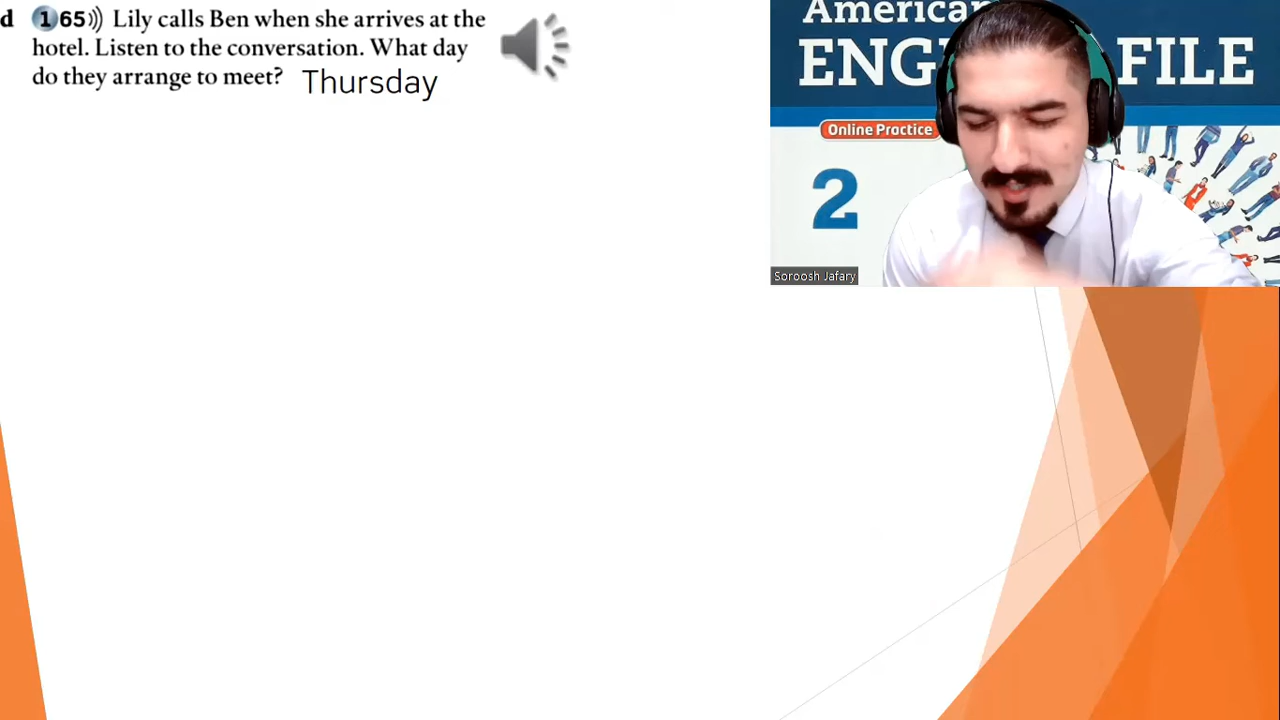 d 1 65 Lily calls Ben when she arrives at the
hotel. Listen to the conversation. What day
do they arrange to meet? Thursday
American
ENG FILE
Online Practice
2
Soroosh Jafary